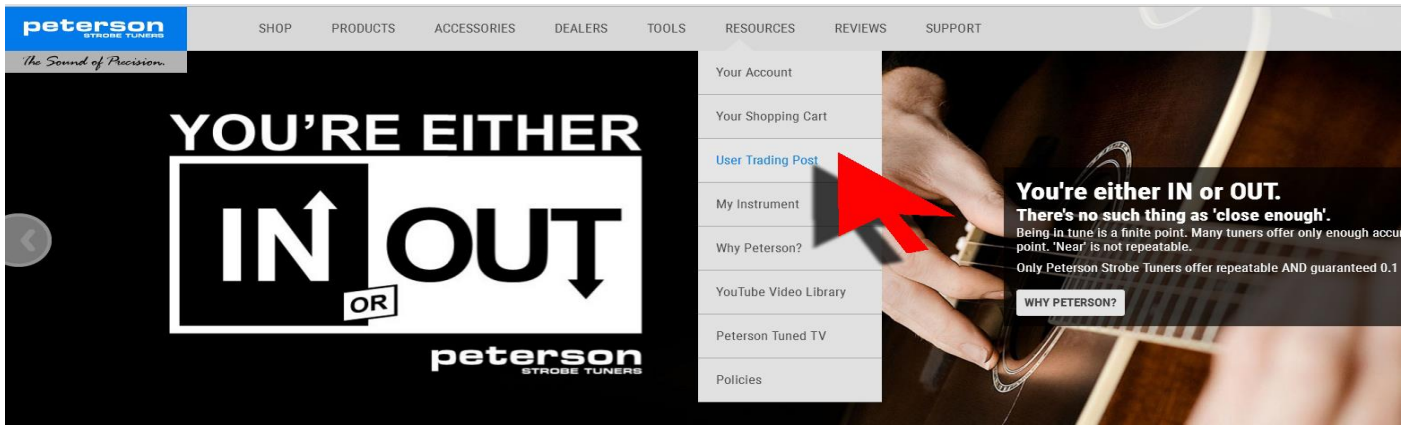 peterson
STROBE TUNERS
The Sound of Precision.
SHOP PRODUCTS ACCESSORIES DEALERS TOOLS RESOURCES REVIEWS SUPPORT
Your Account
Your Shopping Cart
User Trading Post
My Instrument
Why Peterson?
YouTube Video Library
Peterson Tuned TV
Policies
YOU'RE EITHER
IN OR OUT
peterson
STROBE TUNERS
You're either IN or OUT.
There's no such thing as 'close enough'.
Being in tune is a finite point. Many tuners offer only enough accur
point. 'Near' is not repeatable.
Only Peterson Strobe Tuners offer repeatable AND guaranteed 0.1
WHY PETERSON?